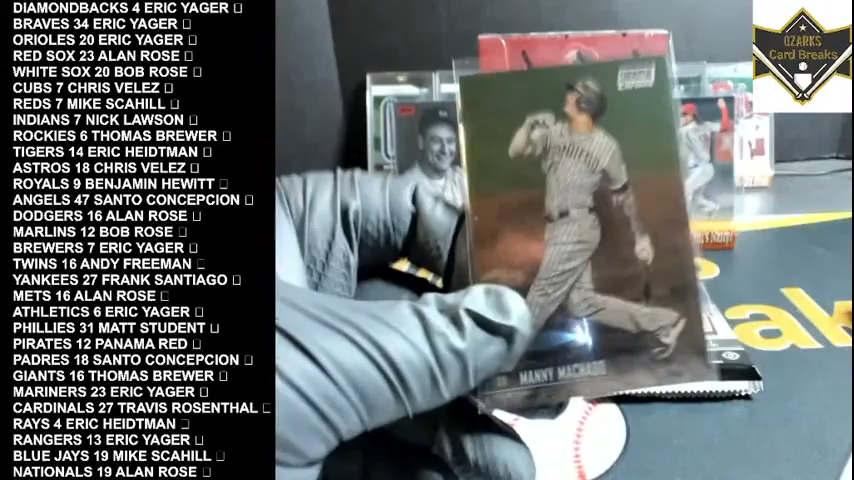 DIAMONDBACKS 4 ERIC YAGER
BRAVES 34 ERIC YAGER
ORIOLES 20 ERIC YAGER
RED SOX 23 ALAN ROSE
WHITE SOX 20 BOB ROSE
CUBS 7 CHRIS VELEZ
REDS 7 MIKE SCAHILL
INDIANS 7 NICK LAWSON
ROCKIES 6 THOMAS BREWER
TIGERS 14 ERIC HEIDTMAN
ASTROS 18 CHRIS VELEZ
ROYALS 9 BENJAMIN HEWITT
ANGELS 47 SANTO CONCEPCION
DODGERS 16 ALAN ROSE
MARLINS 12 BOB ROSE
BREWERS 7 ERIC YAGER
TWINS 16 ANDY FREEMAN
YANKEES 27 FRANK SANTIAGO
METS 16 ALAN ROSE
ATHLETICS 6 ERIC YAGER
PHILLIES 31 MATT STUDENT
PIRATES 12 PANAMA RED
PADRES 18 SANTO CONCEPCION
GIANTS 16 THOMAS BREWER
MARINERS 23 ERIC YAGER
CARDINALS 27 TRAVIS ROSENTHAL
RAYS 4 ERIC HEIDTMAN
RANGERS 13 ERIC YAGER
BLUE JAYS 19 MIKE SCAHILL
NATIONALS 19 ALAN ROSE
OZARKS
Card Breaks
SAN DIEGO
MANNY MACHADO
ak